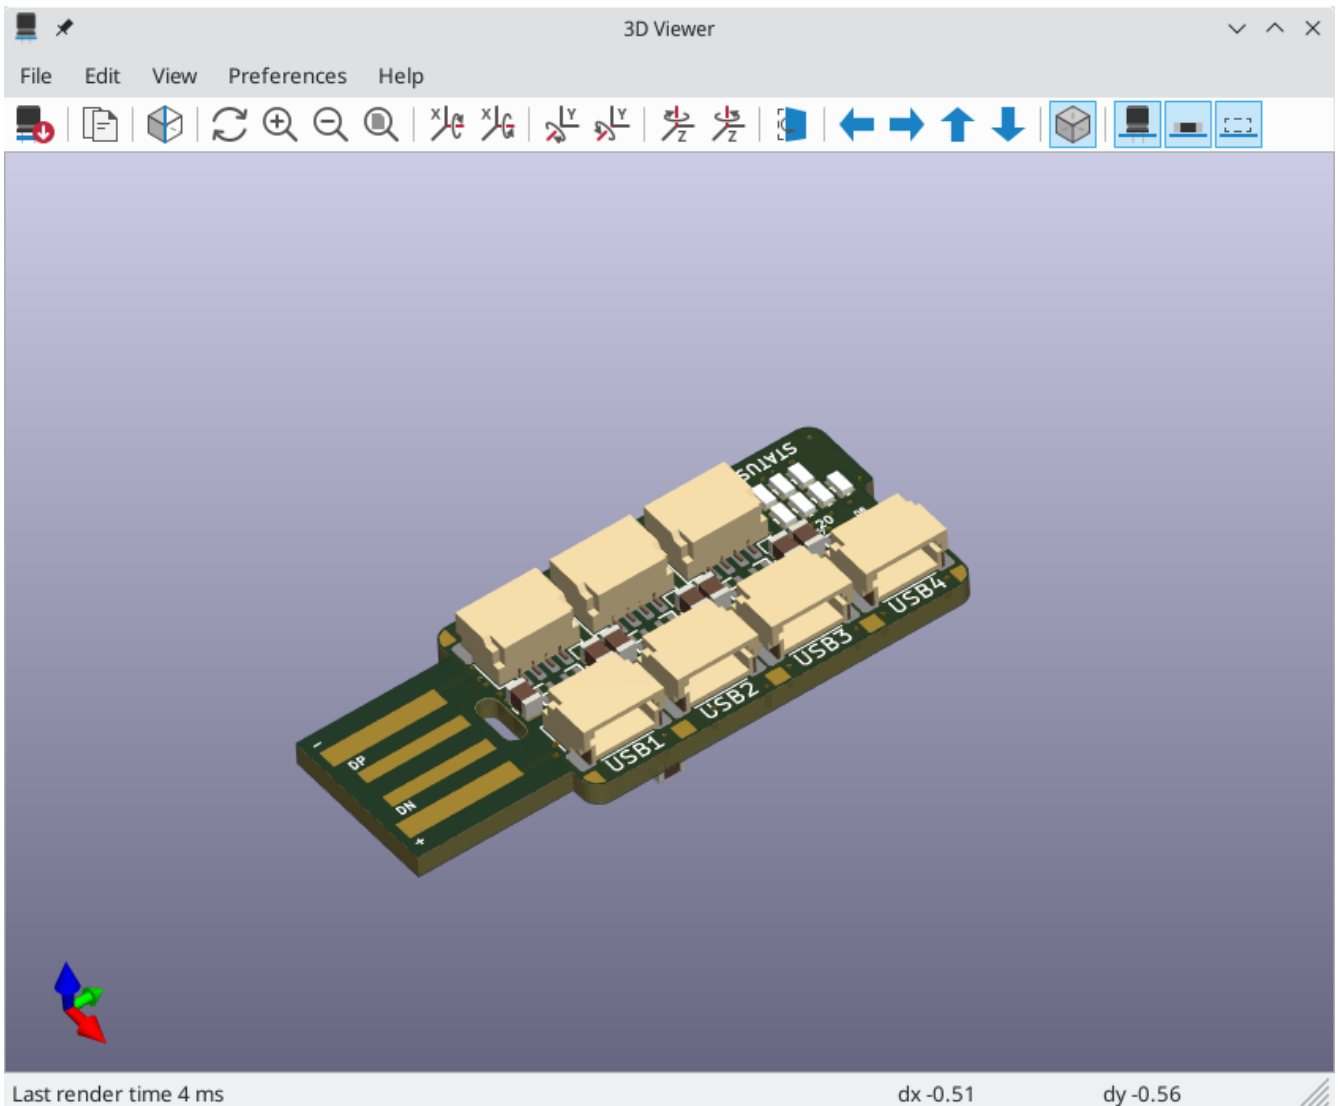 3D Viewer
File Edit View Preferences Help
STATUS
20
USB4
USB3
USB2
USB1
-
DP
DN
+
Last render time 4 ms dx -0.51 dy -0.56